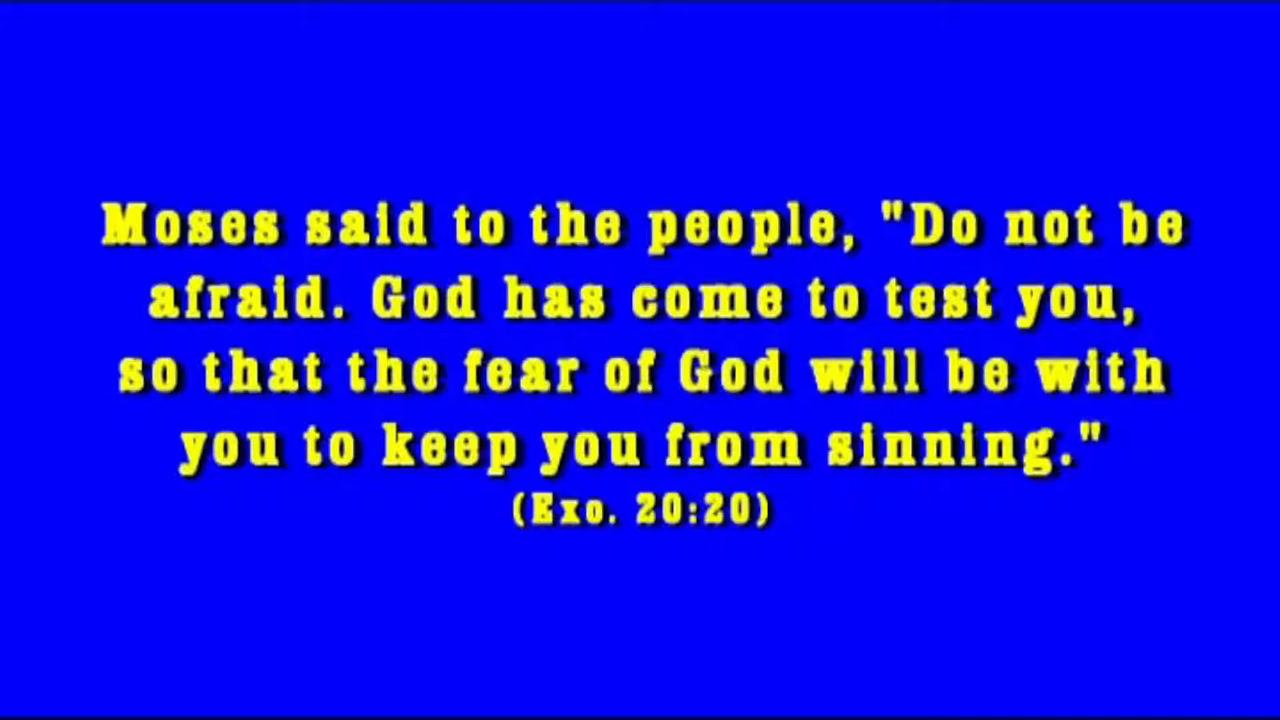 Moses said to the people, "Do not be
afraid. God has come to test you,
so that the fear of God will be with
you to keep you from sinning."
(Exo. 20:20)